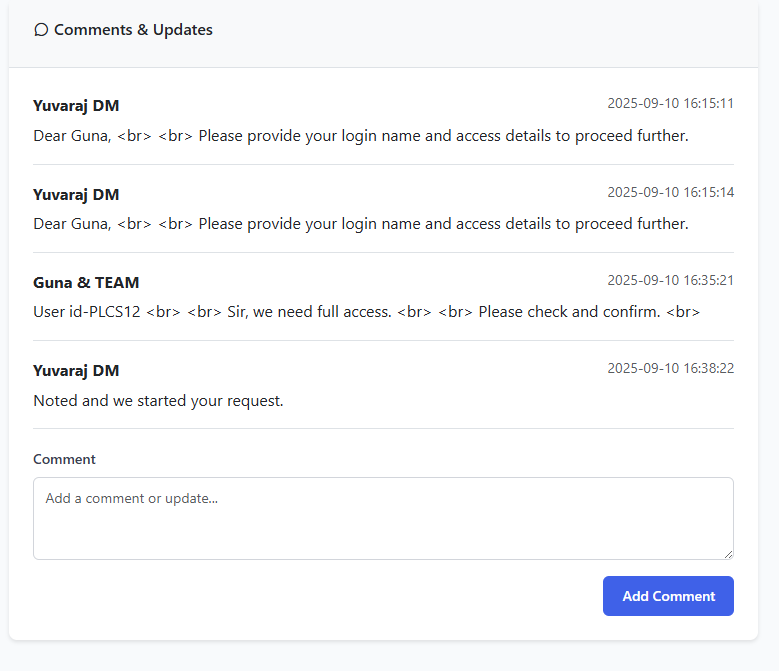 Comments & Updates
Yuvaraj DM 2025-09-10 16:15:11
Dear Guna, <br> <br> Please provide your login name and access details to proceed further.
Yuvaraj DM 2025-09-10 16:15:14
Dear Guna, <br> <br> Please provide your login name and access details to proceed further.
Guna & TEAM 2025-09-10 16:35:21
User id-PLCS12 <br> <br> Sir, we need full access. <br> <br> Please check and confirm. <br>
Yuvaraj DM 2025-09-10 16:38:22
Noted and we started your request.
Comment
Add a comment or update...
Add Comment